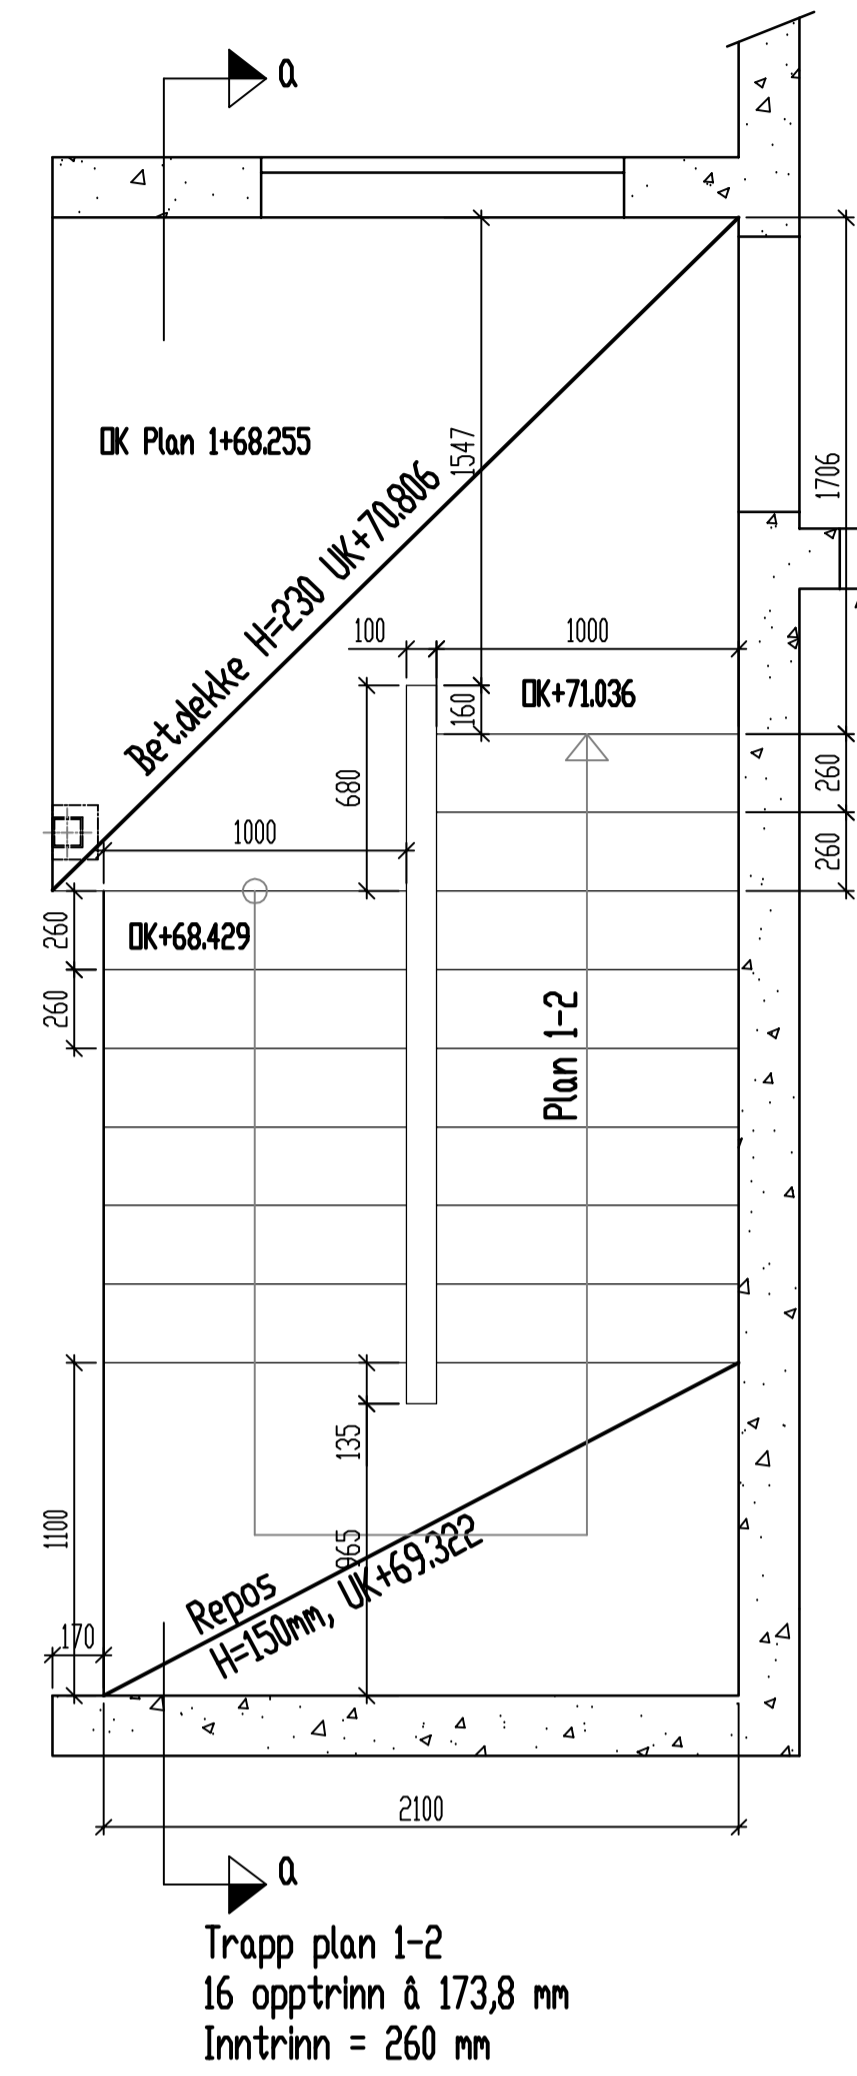 a
OK Plan 1+68.255
Bet.dekke H=230 UK+70.806
1547
1706
100
1000
160
OK+71.036
680
260
260
1000
260
260
OK+68.429
Plan 1-2
135
965
1100
Repos
H=150mm, UK+69.322
170
2100
a
Trapp plan 1-2
16 opptrinn â 173,8 mm
Inntrinn = 260 mm